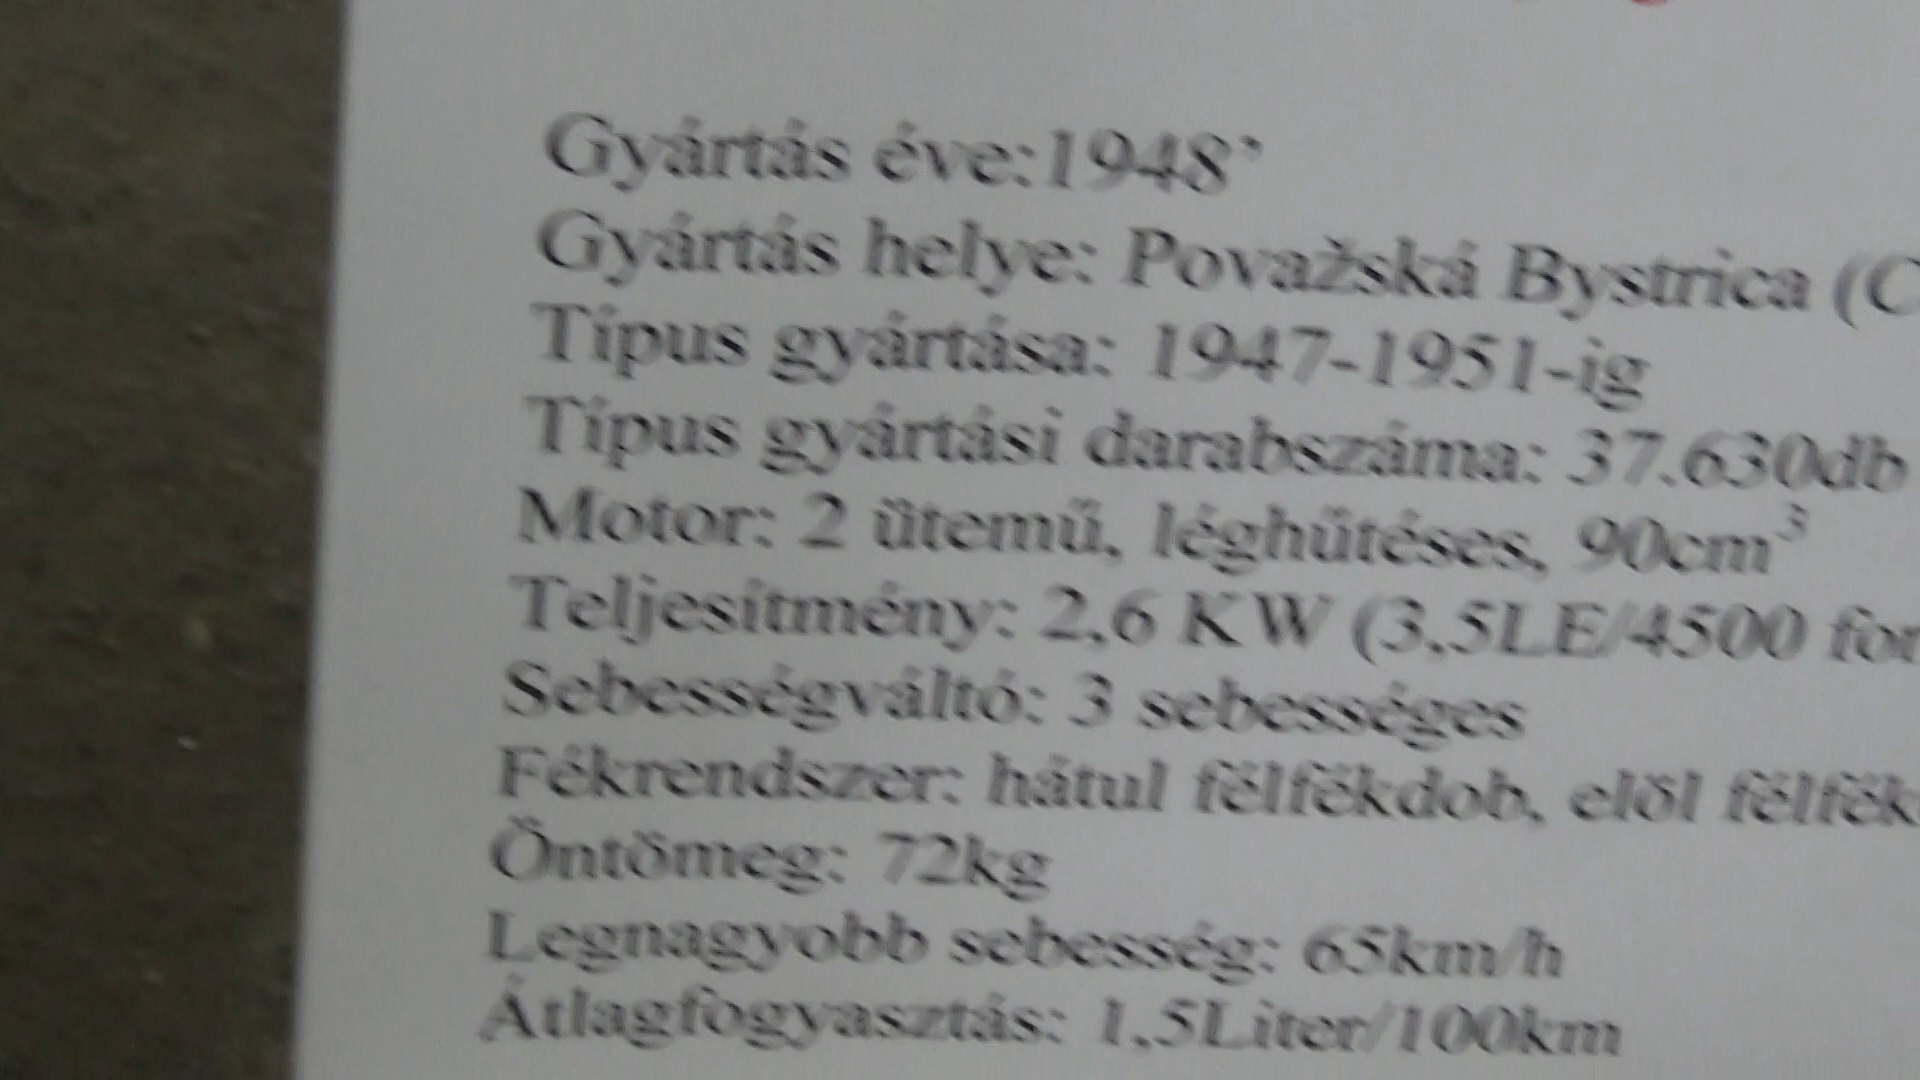 Gyártás éve:1948’
Gyártás helye: Považská Bystrica (C
Típus gyártása: 1947-1951-ig
Típus gyártási darabszáma: 37.630db
Motor: 2 ütemű, léghűtéses, 90cm³
Teljesítmény: 2,6 KW (3,5LE/4500 for
Sebességváltó: 3 sebességes
Fékrendszer: hátul félfékdob, elöl félfék
Öntömeg: 72kg
Legnagyobb sebesség: 65km/h
Átlagfogyasztás: 1,5Liter/100km